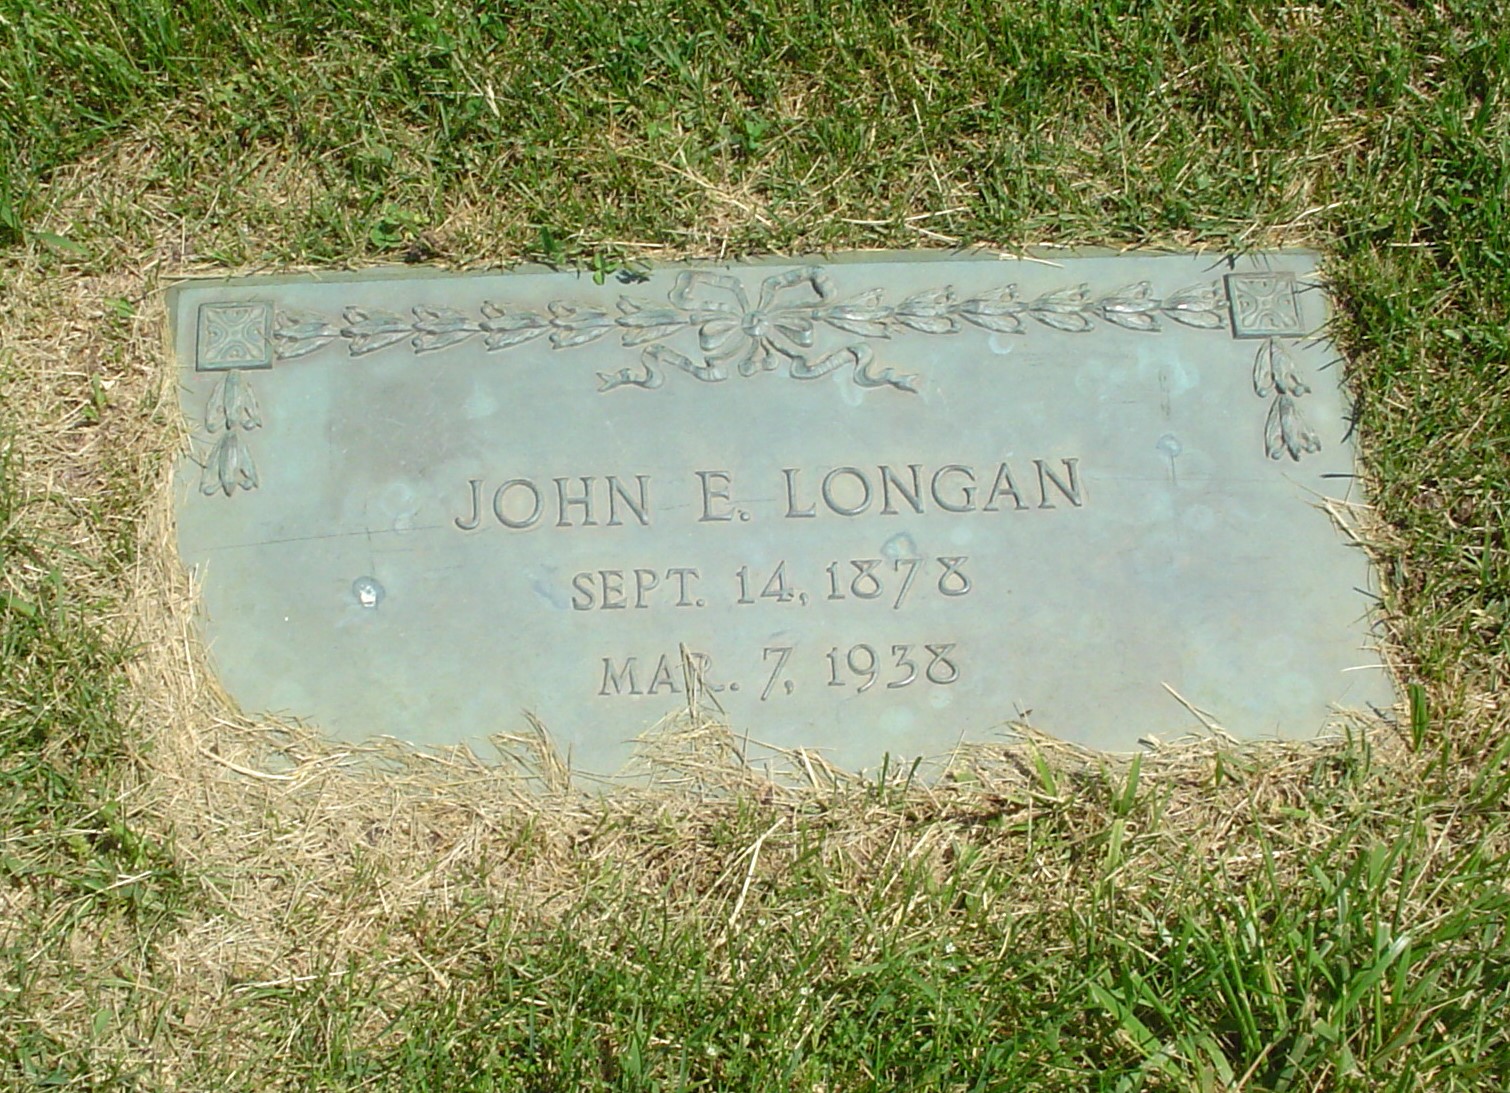 JOHN E. LONGAN
SEPT. 14, 1878
MAR. 7, 1938